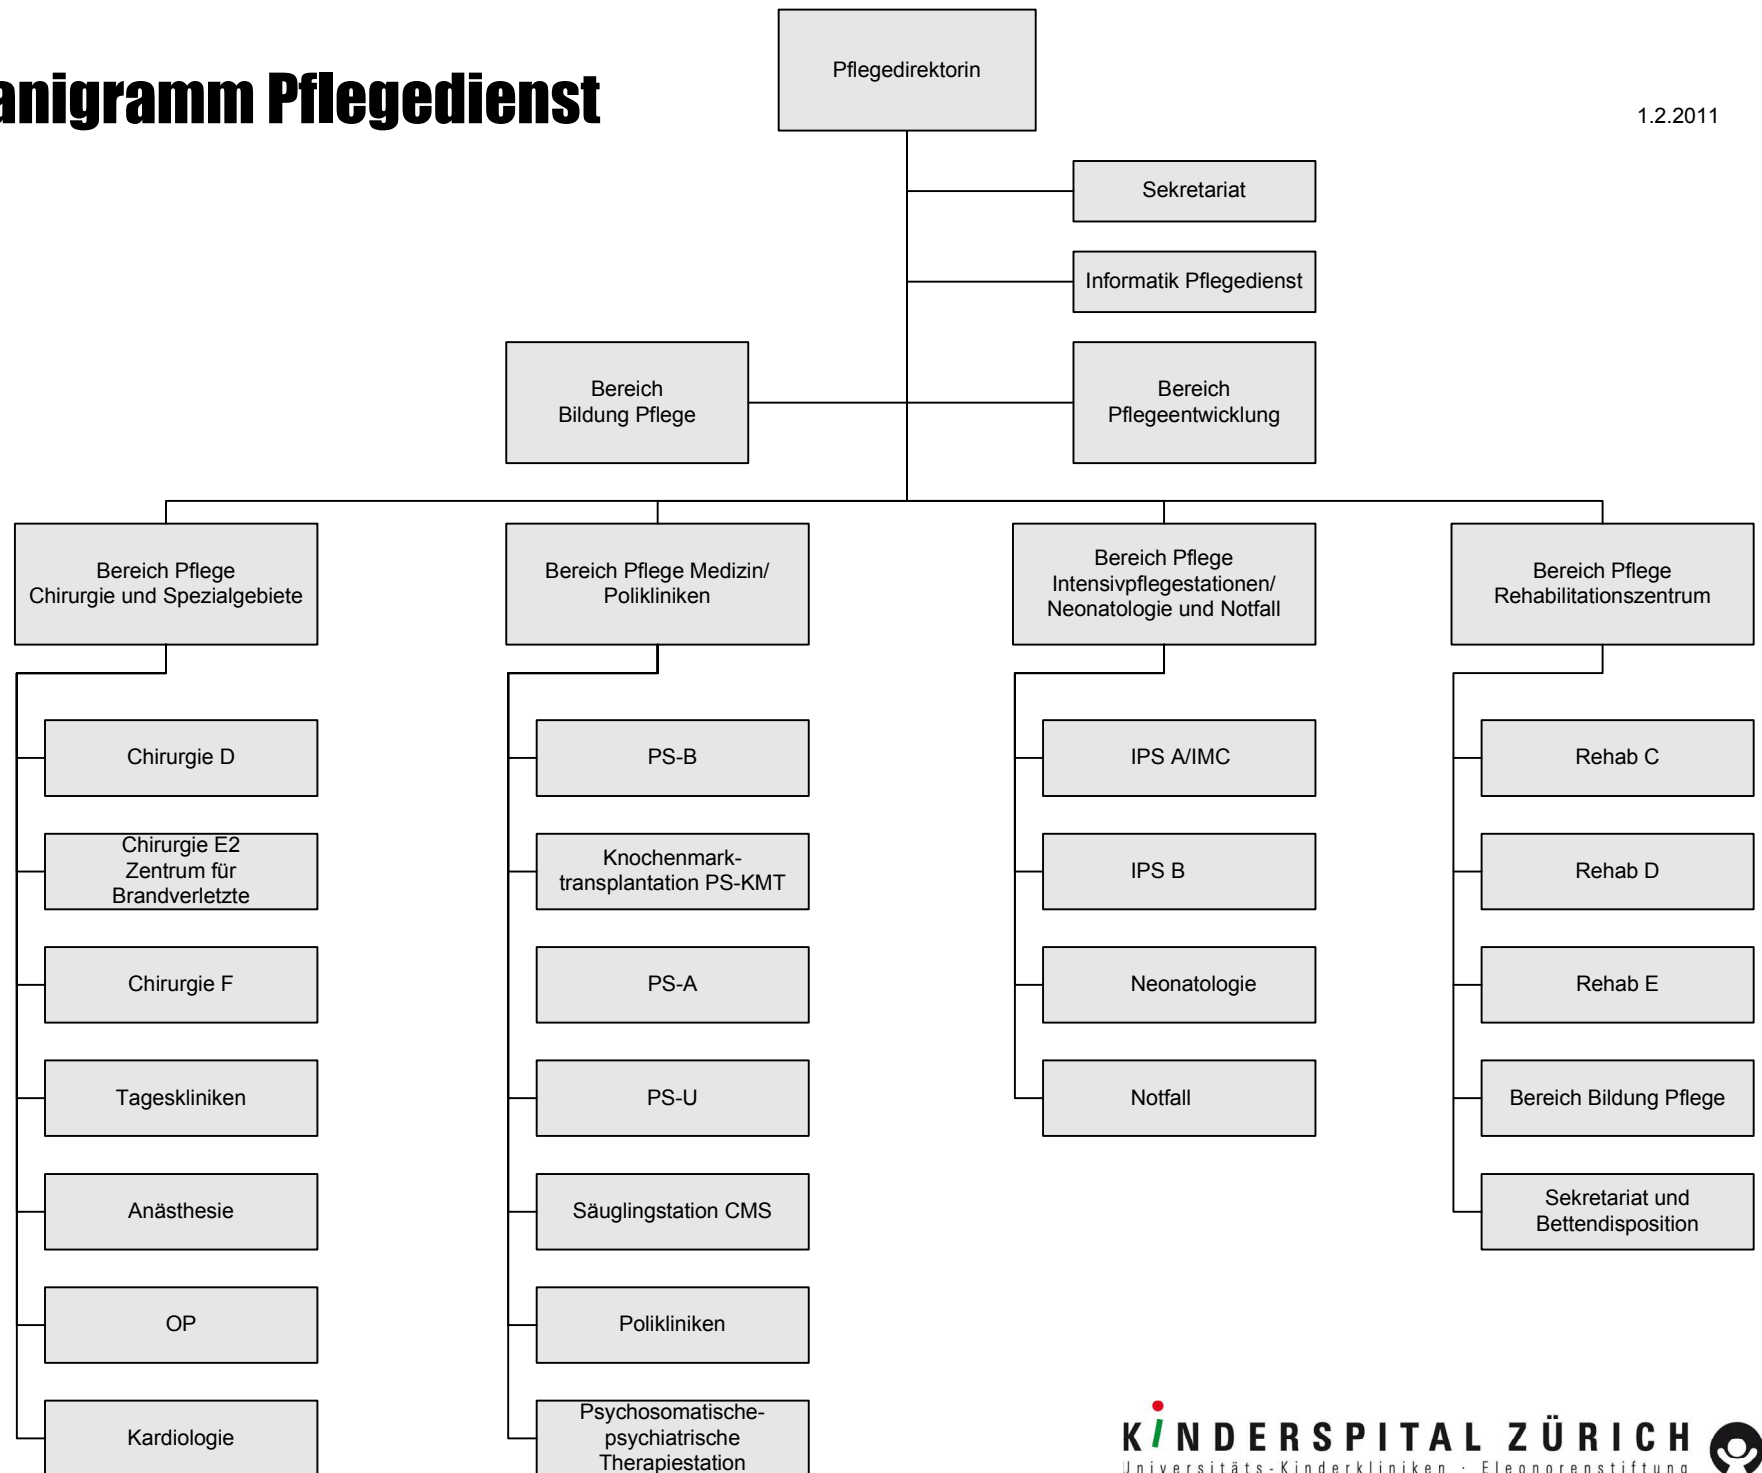 anigramm Pflegedienst
Pflegedirektorin
1.2.2011
Sekretariat
Informatik Pflegedienst
Bereich
Bildung Pflege
Bereich
Pflegeentwicklung
Bereich Pflege
Chirurgie und Spezialgebiete
Bereich Pflege Medizin/
Polikliniken
Bereich Pflege
Intensivpflegestationen/
Neonatologie und Notfall
Bereich Pflege
Rehabilitationszentrum
Chirurgie D
Chirurgie E2
Zentrum für
Brandverletzte
Chirurgie F
Tageskliniken
Anästhesie
OP
Kardiologie
PS-B
Knochenmark-
transplantation PS-KMT
PS-A
PS-U
Säuglingstation CMS
Polikliniken
Psychosomatische-
psychiatrische
Therapiestation
IPS A/IMC
IPS B
Neonatologie
Notfall
Rehab C
Rehab D
Rehab E
Bereich Bildung Pflege
Sekretariat und
Bettendisposition
KiNDERSPITAL ZÜRICH
Universitäts-Kinderkliniken · Eleonorenstiftung